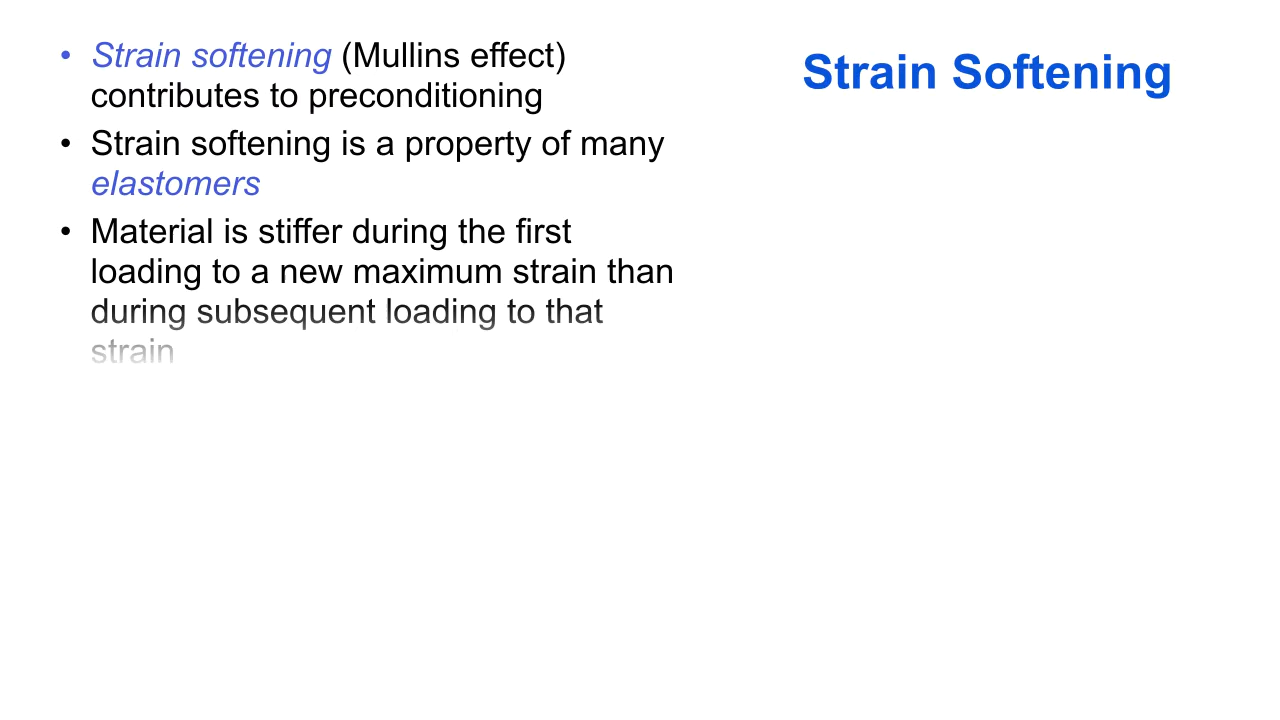 Strain Softening
• Strain softening (Mullins effect)
contributes to preconditioning
• Strain softening is a property of many
elastomers
• Material is stiffer during the first
loading to a new maximum strain than
during subsequent loading to that
strain